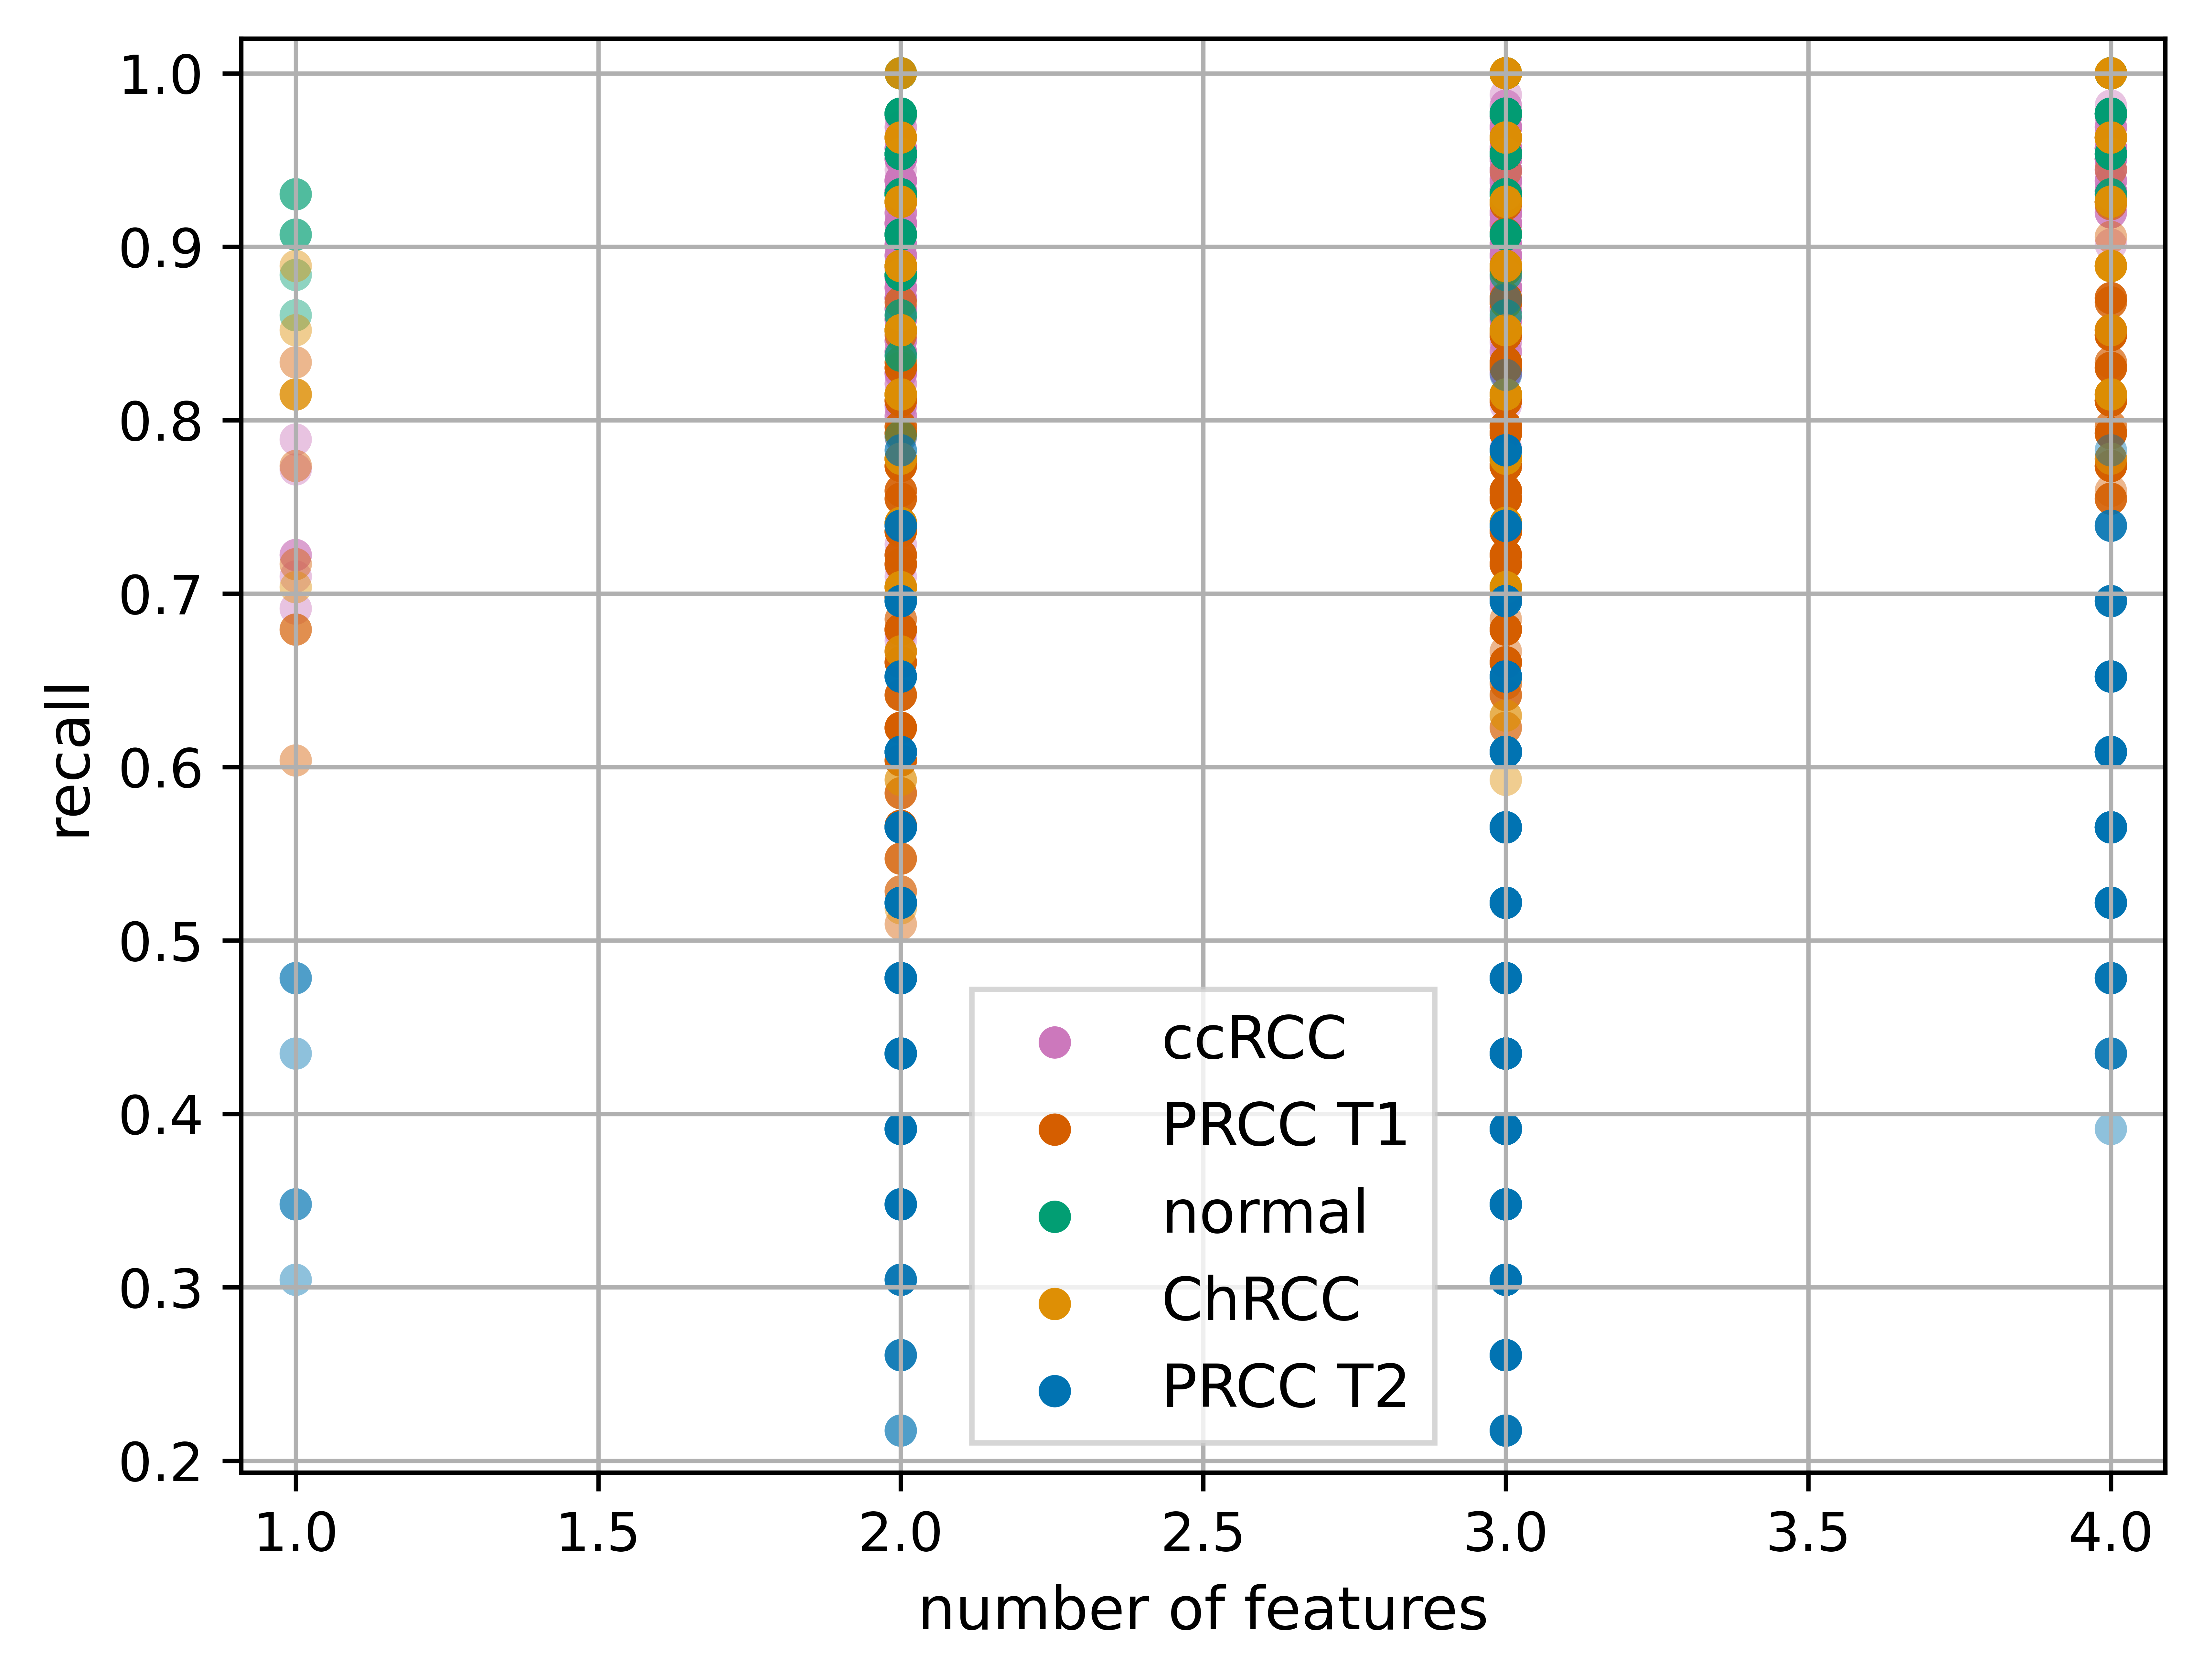 1.0
0.9
0.8
0.7
0.6
0.5
0.4
0.3
0.2
recall
ccRCC
PRCC T1
normal
ChRCC
PRCC T2
1.0 1.5 2.0 2.5 3.0 3.5 4.0
number of features